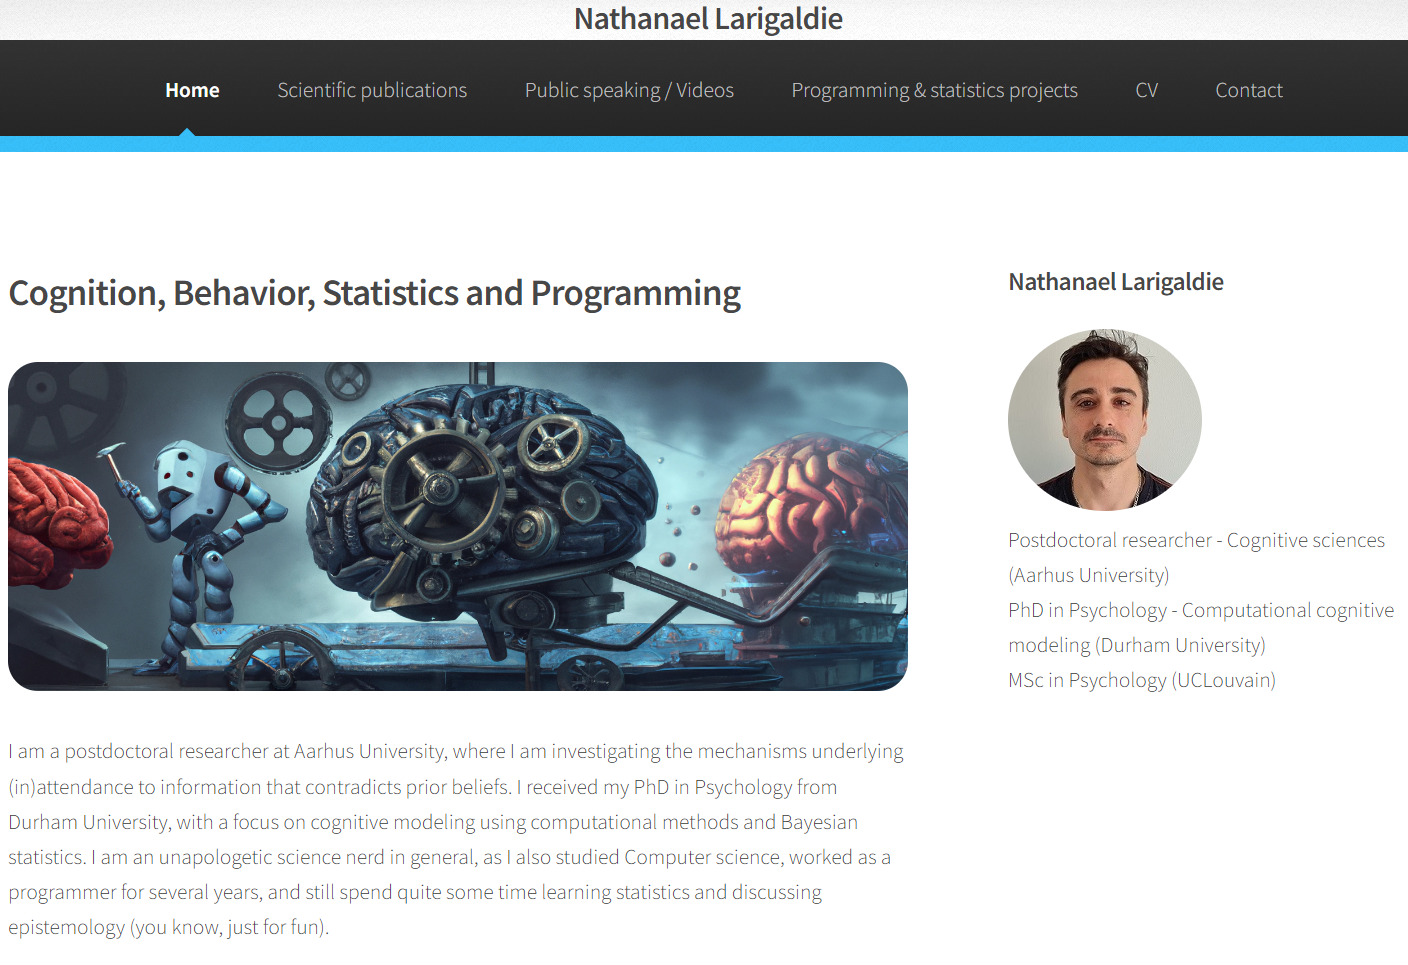 Nathanael Larigaldie
Home
Scientific publications
Public speaking / Videos
Programming & statistics projects
CV
Contact
Cognition, Behavior, Statistics and Programming
I am a postdoctoral researcher at Aarhus University, where I am investigating the mechanisms underlying
(in)attendance to information that contradicts prior beliefs. I received my PhD in Psychology from
Durham University, with a focus on cognitive modeling using computational methods and Bayesian
statistics. I am an unapologetic science nerd in general, as I also studied Computer science, worked as a
programmer for several years, and still spend quite some time learning statistics and discussing
epistemology (you know, just for fun).
Nathanael Larigaldie
Postdoctoral researcher - Cognitive sciences
(Aarhus University)
PhD in Psychology - Computational cognitive
modeling (Durham University)
MSc in Psychology (UCLouvain)